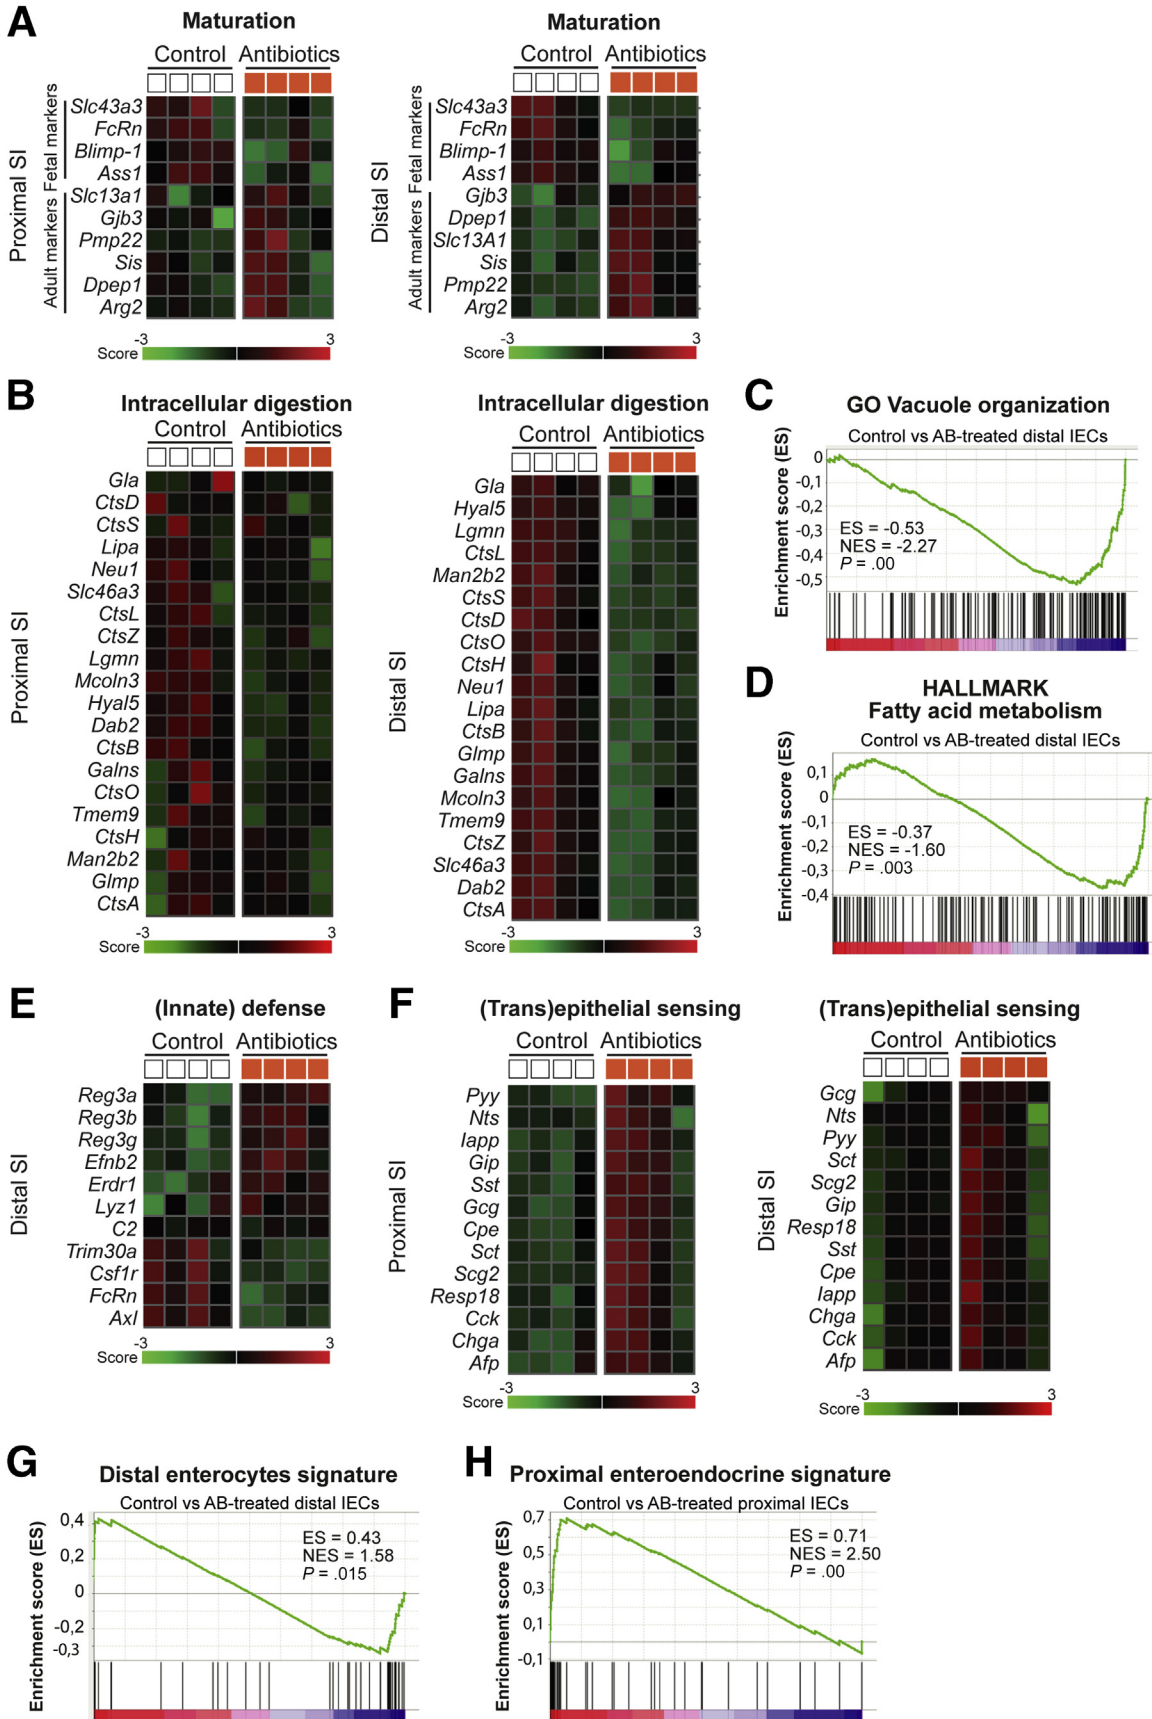 A
Maturation
Control Antibiotics
Proximal SI
Fetal markers
Adult markers
Slc43a3
FcRn
Blimp-1
Ass1
Slc13a1
Gjb3
Pmp22
Sis
Dpep1
Arg2
-3 3
Score
Maturation
Control Antibiotics
Distal SI
Fetal markers
Adult markers
Slc43a3
FcRn
Blimp-1
Ass1
Gjb3
Dpep1
Slc13A1
Sis
Pmp22
Arg2
-3 3
Score
B
Intracellular digestion
Control Antibiotics
Proximal SI
Gla
CtsD
CtsS
Lipa
Neu1
Slc46a3
CtsL
CtsZ
Lgmn
Mcoln3
Hyal5
Dab2
CtsB
Galns
CtsO
Tmem9
CtsH
Man2b2
Glmp
CtsA
-3 3
Score
Intracellular digestion
Control Antibiotics
Distal SI
Gla
Hyal5
Lgmn
CtsL
Man2b2
CtsS
CtsD
CtsO
CtsH
Neu1
Lipa
CtsB
Glmp
Galns
Mcoln3
Tmem9
CtsZ
Slc46a3
Dab2
CtsA
-3 3
Score
C
GO Vacuole organization
Control vs AB-treated distal IECs
Enrichment score (ES)
0
-0,1
-0,2
-0,3
-0,4
-0,5
ES = -0.53
NES = -2.27
P = .00
D
HALLMARK
Fatty acid metabolism
Control vs AB-treated distal IECs
Enrichment score (ES)
0,1
0
-0,1
-0,2
-0,3
-0,4
ES = -0.37
NES = -1.60
P = .003
E
(Innate) defense
Control Antibiotics
Distal SI
Reg3a
Reg3b
Reg3g
Efnb2
Erdr1
Lyz1
C2
Trim30a
Csf1r
FcRn
Axl
-3 3
Score
F
(Trans)epithelial sensing
Control Antibiotics
Proximal SI
Pyy
Nts
Iapp
Gip
Sst
Gcg
Cpe
Sct
Scg2
Resp18
Cck
Chga
Afp
-3 3
Score
(Trans)epithelial sensing
Control Antibiotics
Distal SI
Gcg
Nts
Pyy
Sct
Scg2
Gip
Resp18
Sst
Cpe
Iapp
Chga
Cck
Afp
-3 3
Score
G
Distal enterocytes signature
Control vs AB-treated distal IECs
Enrichment score (ES)
0,4
0,2
0
-0,2
-0,3
ES = 0.43
NES = 1.58
P = .015
H
Proximal enteroendocrine signature
Control vs AB-treated proximal IECs
Enrichment score (ES)
0,7
0,5
0,3
0,1
-0,1
ES = 0.71
NES = 2.50
P = .00